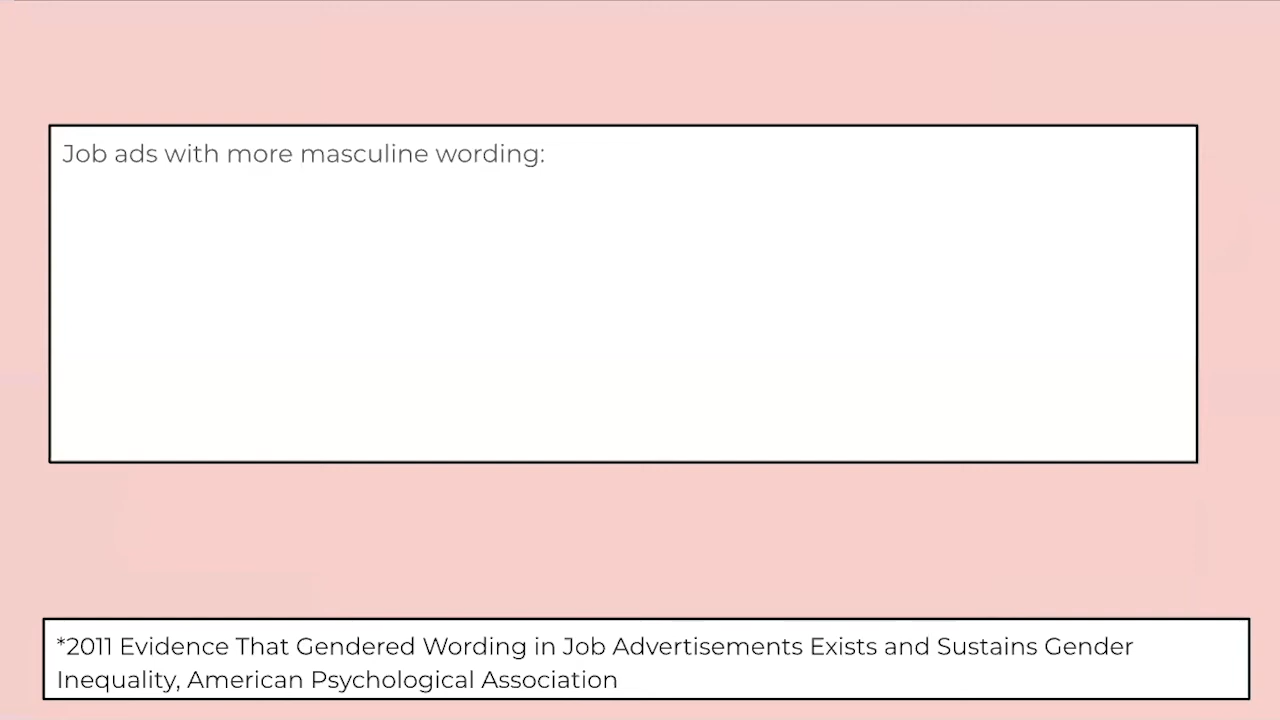 Job ads with more masculine wording:
*2011 Evidence That Gendered Wording in Job Advertisements Exists and Sustains Gender
Inequality, American Psychological Association